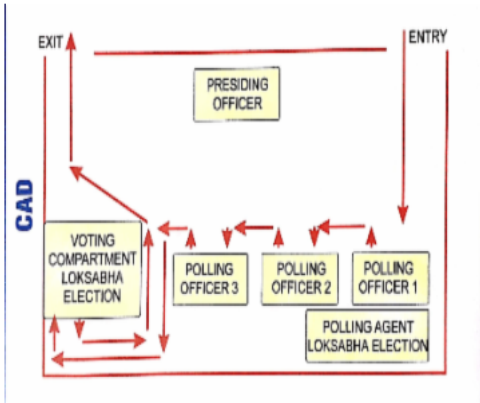 EXIT
ENTRY
PRESIDING
OFFICER
CAD
VOTING
COMPARTMENT
LOKSABHA
ELECTION
POLLING
OFFICER 3
POLLING
OFFICER 2
POLLING
OFFICER 1
POLLING AGENT
LOKSABHA ELECTION